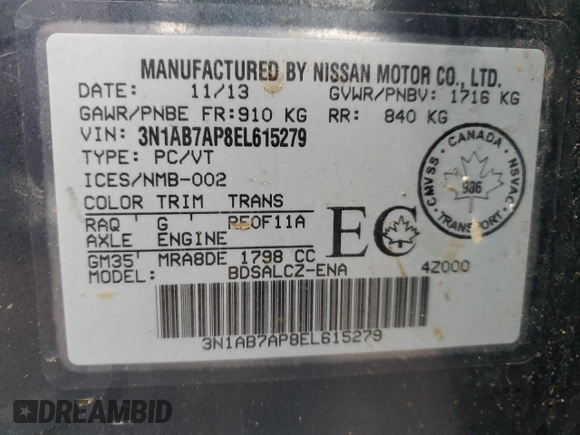 MANUFACTURED BY NISSAN MOTOR CO., LTD.
DATE: 11/13 GVWR/PNBV: 1716 KG
GAWR/PNBE FR:910 KG RR: 840 KG
VIN: 3N1AB7AP8EL615279
TYPE: PC/VT
ICES/NMB-002
COLOR TRIM TRANS
RAQ ' G ' RE0F11A
AXLE ENGINE
GM35' MRA8DE 1798 CC
MODEL: BDSALCZ-ENA 4Z000
EC
CANADA
CMVSS NSVAC
986
TRANSPORT
3N1AB7AP8EL615279
DREAMBID